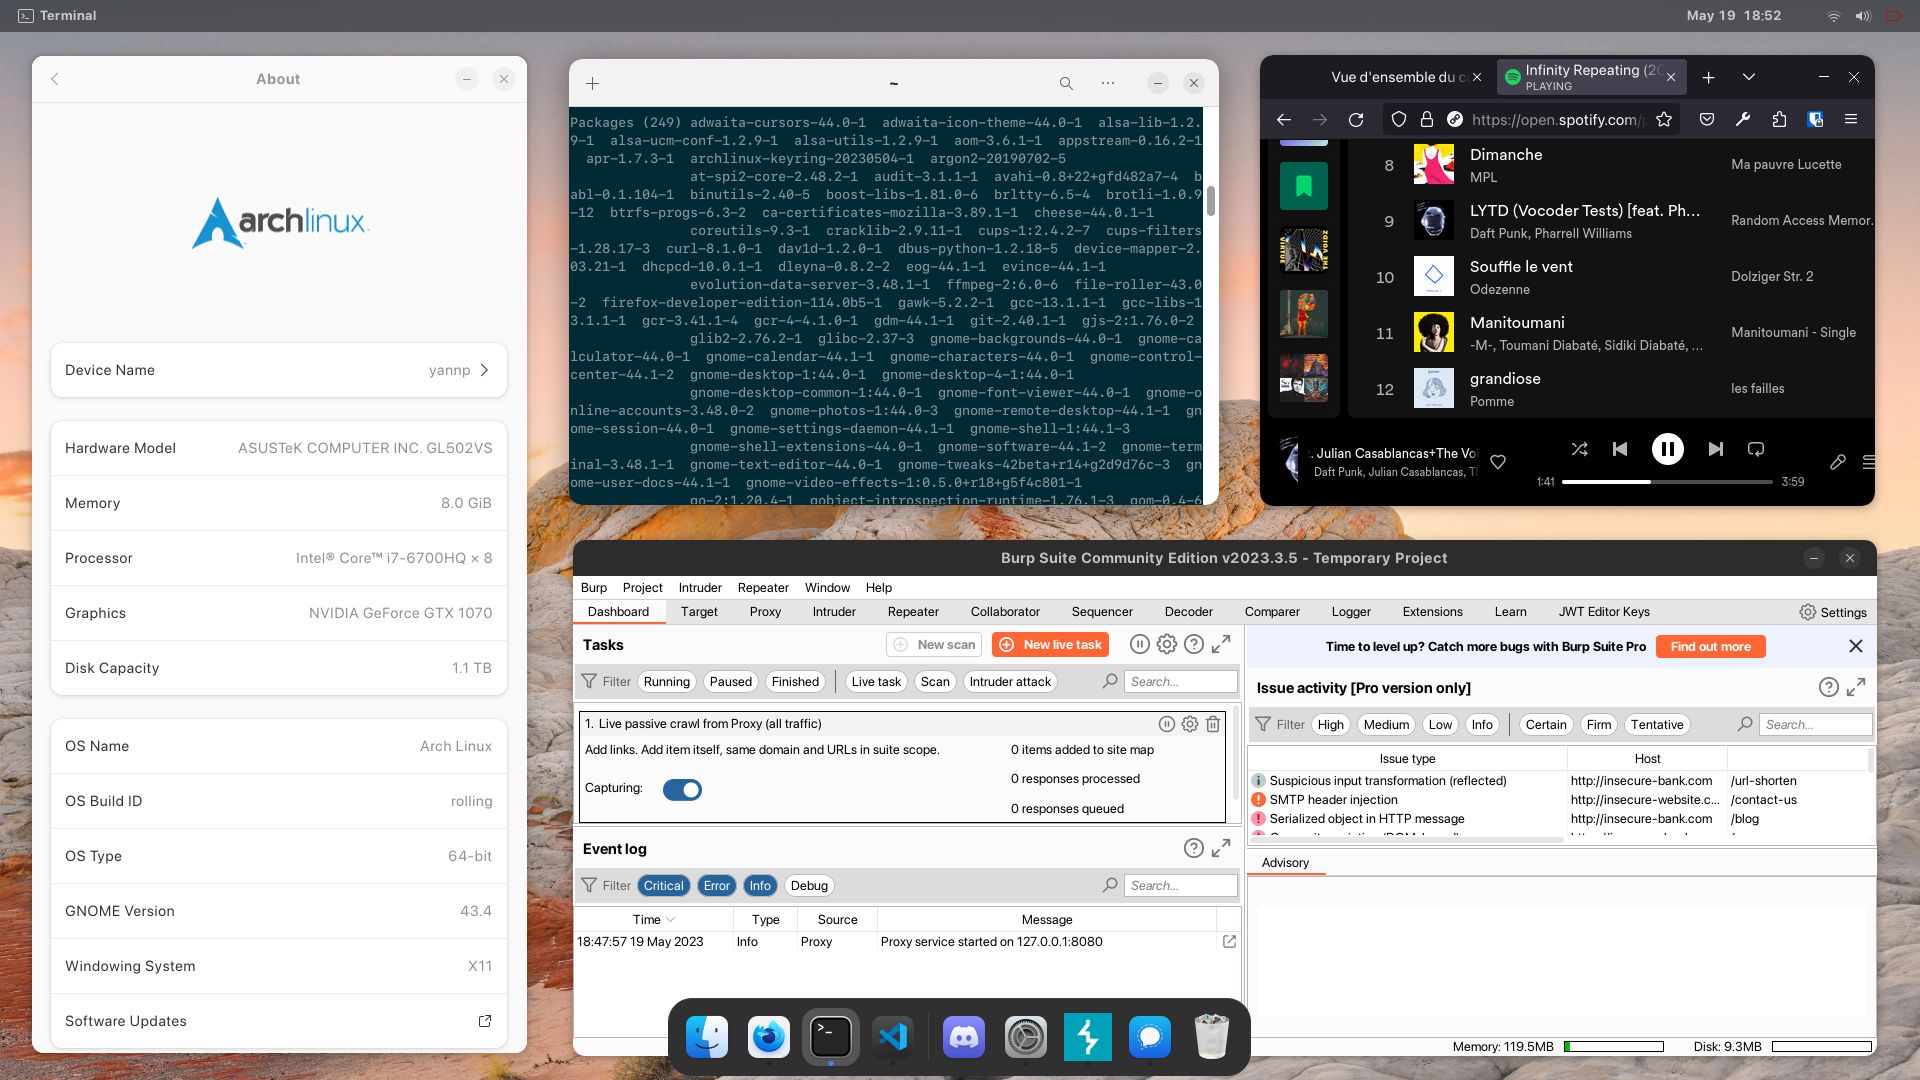 Terminal
May 19 18:52
About
archlinux
Device Name
yannp
Hardware Model
ASUSTeK COMPUTER INC. GL502VS
Memory
8.0 GiB
Processor
Intel® Core™ i7-6700HQ × 8
Graphics
NVIDIA GeForce GTX 1070
Disk Capacity
1.1 TB
OS Name
Arch Linux
OS Build ID
rolling
OS Type
64-bit
GNOME Version
43.4
Windowing System
X11
Software Updates
~
Packages (249) adwaita-cursors-44.0-1  adwaita-icon-theme-44.0-1  alsa-lib-1.2.
9-1  alsa-ucm-conf-1.2.9-1  alsa-utils-1.2.9-1  aom-3.6.1-1  appstream-0.16.2-1
apr-1.7.3-1  archlinux-keyring-20230504-1  argon2-20190702-5
at-spi2-core-2.48.2-1  audit-3.1.1-1  avahi-0.8+22+gfd482a7-4  b
abl-0.1.104-1  binutils-2.40-5  boost-libs-1.81.0-6  brltty-6.5-4  brotli-1.0.9
-12  btrfs-progs-6.3-2  ca-certificates-mozilla-3.89.1-1  cheese-44.0.1-1
coreutils-9.3-1  cracklib-2.9.11-1  cups-1:2.4.2-7  cups-filters
-1.28.17-3  curl-8.1.0-1  dav1d-1.2.0-1  dbus-python-1.2.18-5  device-mapper-2.
03.21-1  dhcpcd-10.0.1-1  dleyna-0.8.2-2  eog-44.1-1  evince-44.1-1
evolution-data-server-3.48.1-1  ffmpeg-2:6.0-6  file-roller-43.0
-2  firefox-developer-edition-114.0b5-1  gawk-5.2.2-1  gcc-13.1.1-1  gcc-libs-1
3.1.1-1  gcr-3.41.1-4  gcr-4-4.1.0-1  gdm-44.1-1  git-2.40.1-1  gjs-2:1.76.0-2
glib2-2.76.2-1  glibc-2.37-3  gnome-backgrounds-44.0-1  gnome-ca
lculator-44.0-1  gnome-calendar-44.1-1  gnome-characters-44.0-1  gnome-control-
center-44.1-2  gnome-desktop-1:44.0-1  gnome-desktop-4-1:44.0-1
gnome-desktop-common-1:44.0-1  gnome-font-viewer-44.0-1  gnome-o
nline-accounts-3.48.0-2  gnome-photos-1:44.0-3  gnome-remote-desktop-44.1-1  gn
ome-session-44.0-1  gnome-settings-daemon-44.1-1  gnome-shell-1:44.1-3
gnome-shell-extensions-44.0-1  gnome-software-44.1-2  gnome-term
inal-3.48.1-1  gnome-text-editor-44.0-1  gnome-tweaks-42beta+r14+g2d9d76c-3  gn
ome-user-docs-44.1-1  gnome-video-effects-1:0.5.0+r18+g5f4c801-1
go-2:1.20.4-1  gobject-introspection-runtime-1.76.1-3  gom-0.4-6
Vue d'ensemble du c
Infinity Repeating (20
PLAYING
https://open.spotify.com/p
8
Dimanche
MPL
Ma pauvre Lucette
9
LYTD (Vocoder Tests) [feat. Ph...
Daft Punk, Pharrell Williams
Random Access Memor
10
Souffle le vent
Odezenne
Dolziger Str. 2
11
Manitoumani
-M-, Toumani Diabaté, Sidiki Diabaté, ...
Manitoumani - Single
12
grandiose
Pomme
les failles
VIRTUE
THE VOIDZ
. Julian Casablancas+The Voi
Daft Punk, Julian Casablancas, T
1:41
3:59
Burp Suite Community Edition v2023.3.5 - Temporary Project
Burp Project Intruder Repeater Window Help
Dashboard Target Proxy Intruder Repeater Collaborator Sequencer Decoder Comparer Logger Extensions Learn JWT Editor Keys
Settings
Tasks
New scan
New live task
Filter Running Paused Finished Live task Scan Intruder attack
Search...
1. Live passive crawl from Proxy (all traffic)
Add links. Add item itself, same domain and URLs in suite scope.
0 items added to site map
Capturing:
0 responses processed
0 responses queued
Event log
Filter Critical Error Info Debug
Search...
Time Type Source Message
18:47:57 19 May 2023 Info Proxy Proxy service started on 127.0.0.1:8080
Time to level up? Catch more bugs with Burp Suite Pro
Find out more
Issue activity [Pro version only]
Filter High Medium Low Info Certain Firm Tentative
Search...
Issue type Host
Suspicious input transformation (reflected) http://insecure-bank.com /url-shorten
SMTP header injection http://insecure-website.c... /contact-us
Serialized object in HTTP message http://insecure-bank.com /blog
Advisory
Memory: 119.5MB
Disk: 9.3MB